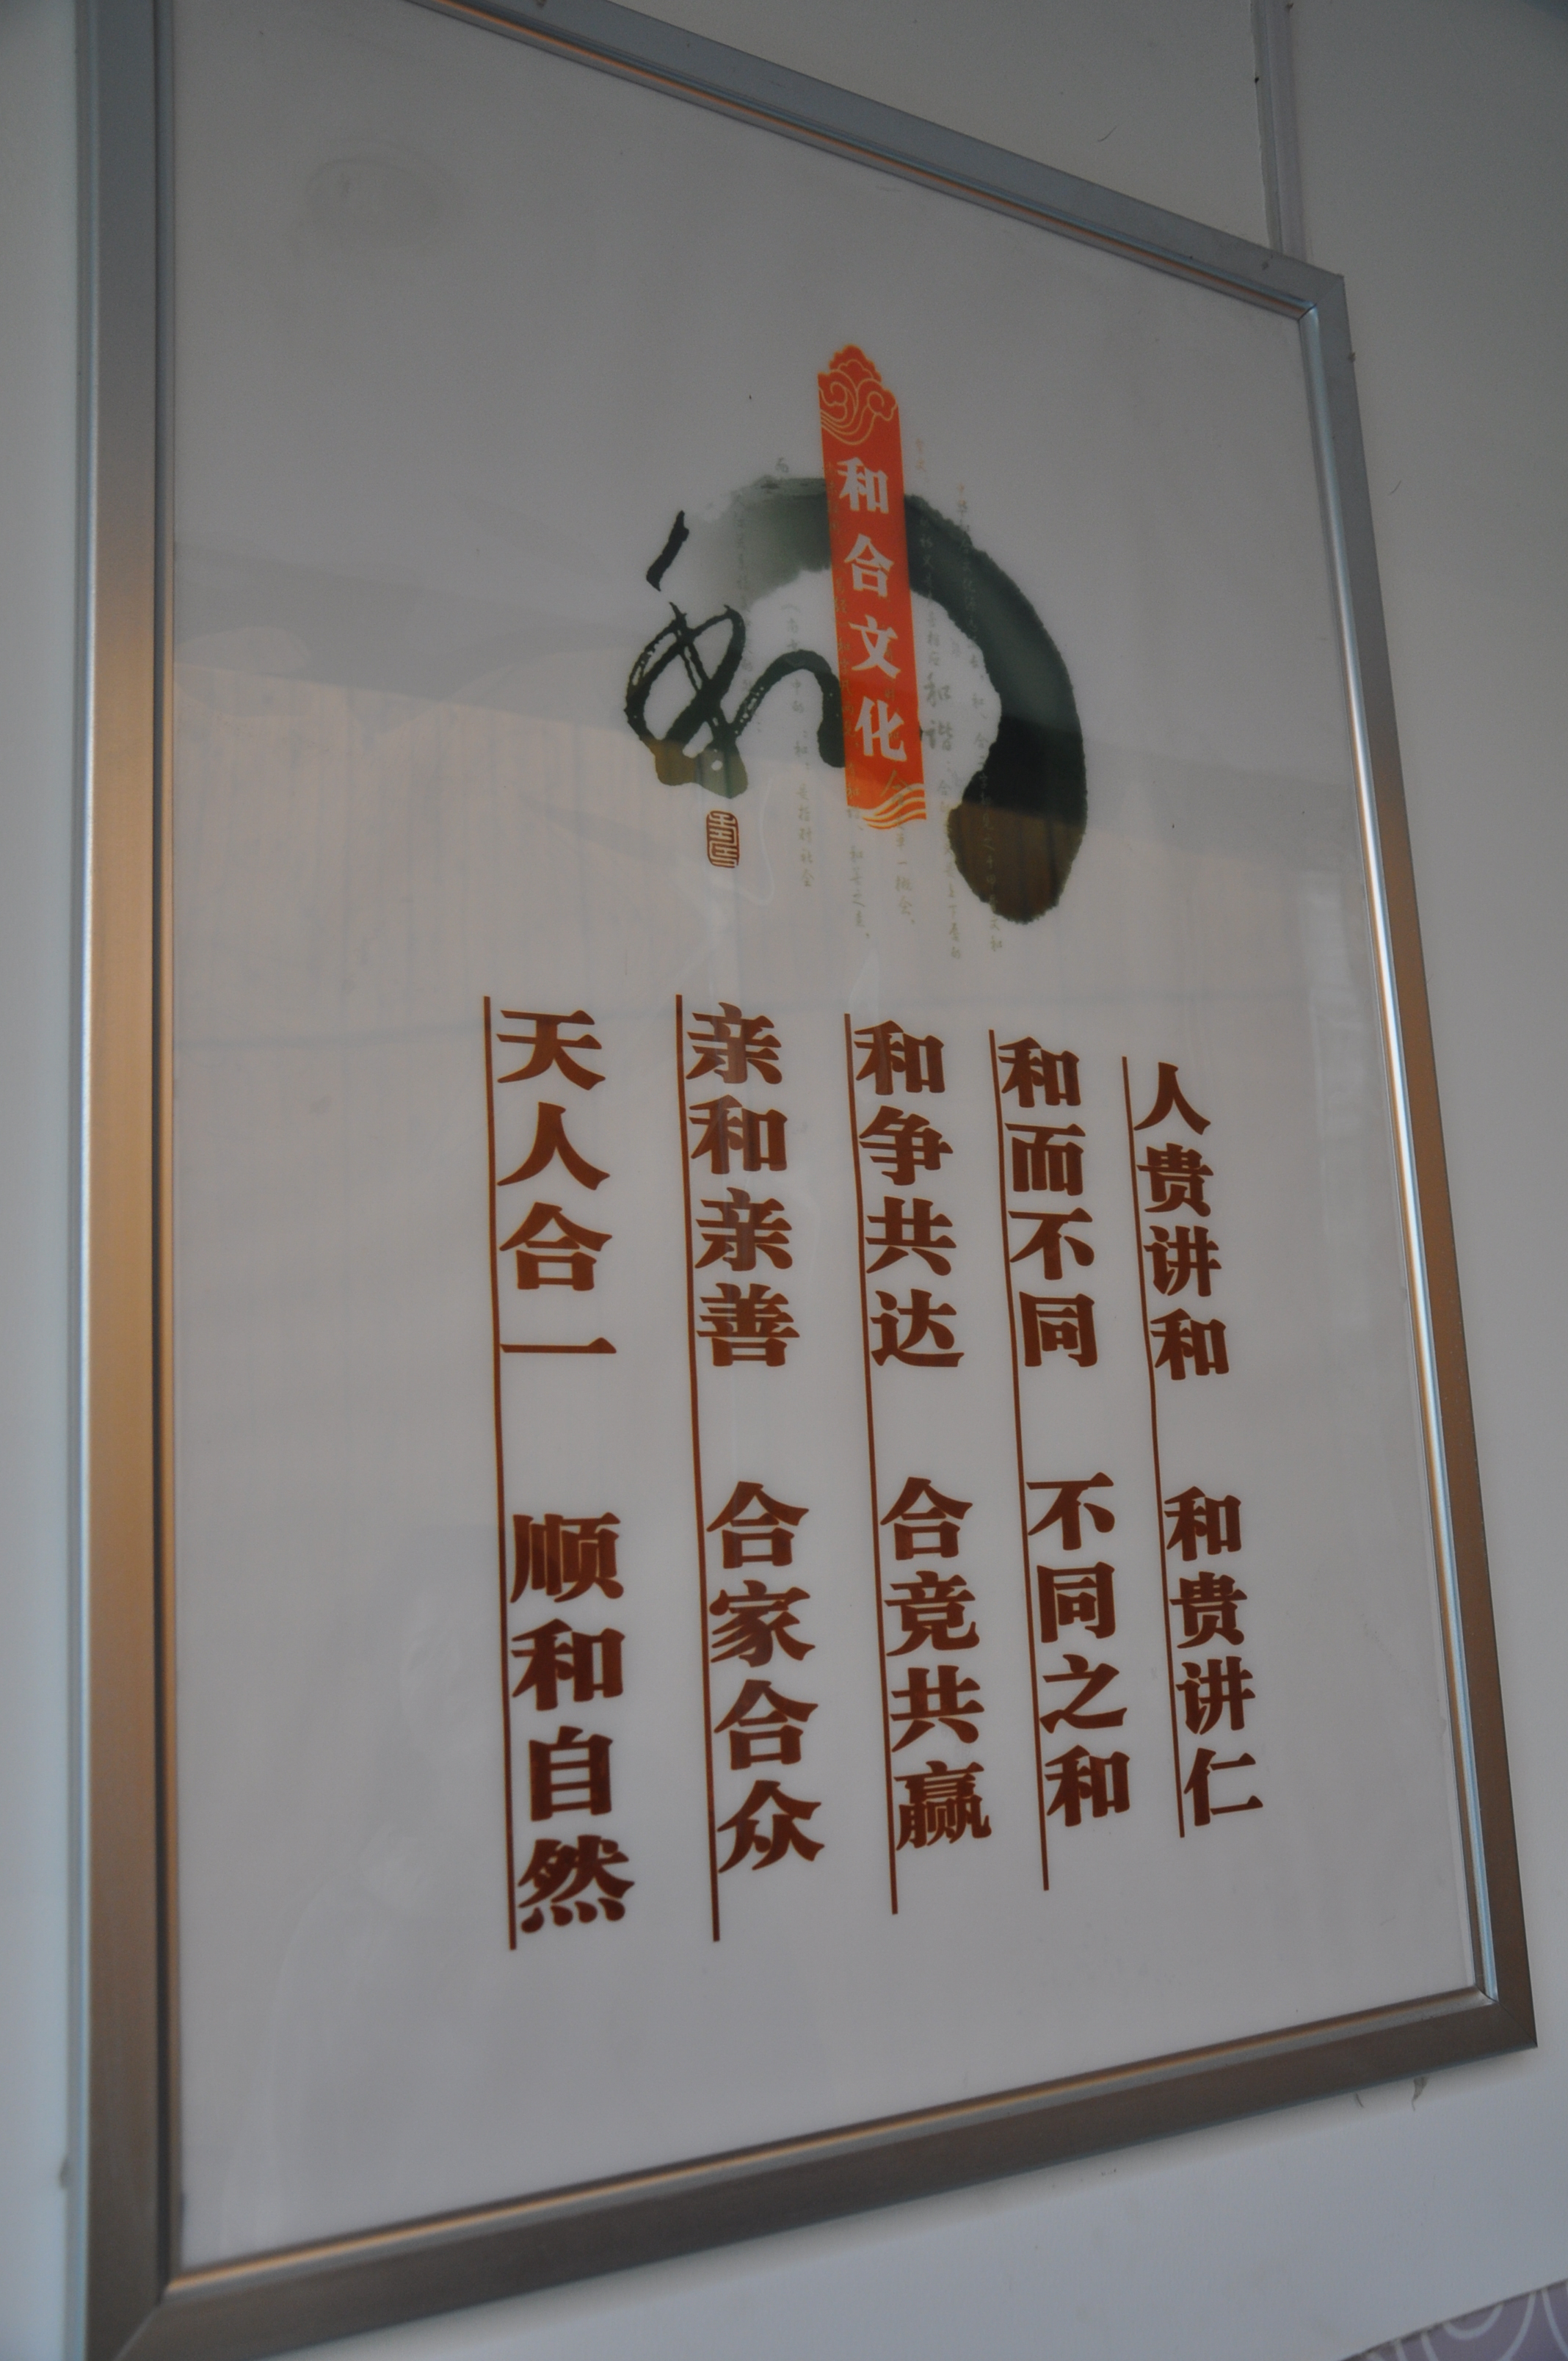 和合文化
人贵讲和 和贵讲仁
和而不同 不同之和
和争共达 合竞共赢
亲和亲善 合家合众
天人合一 顺和自然